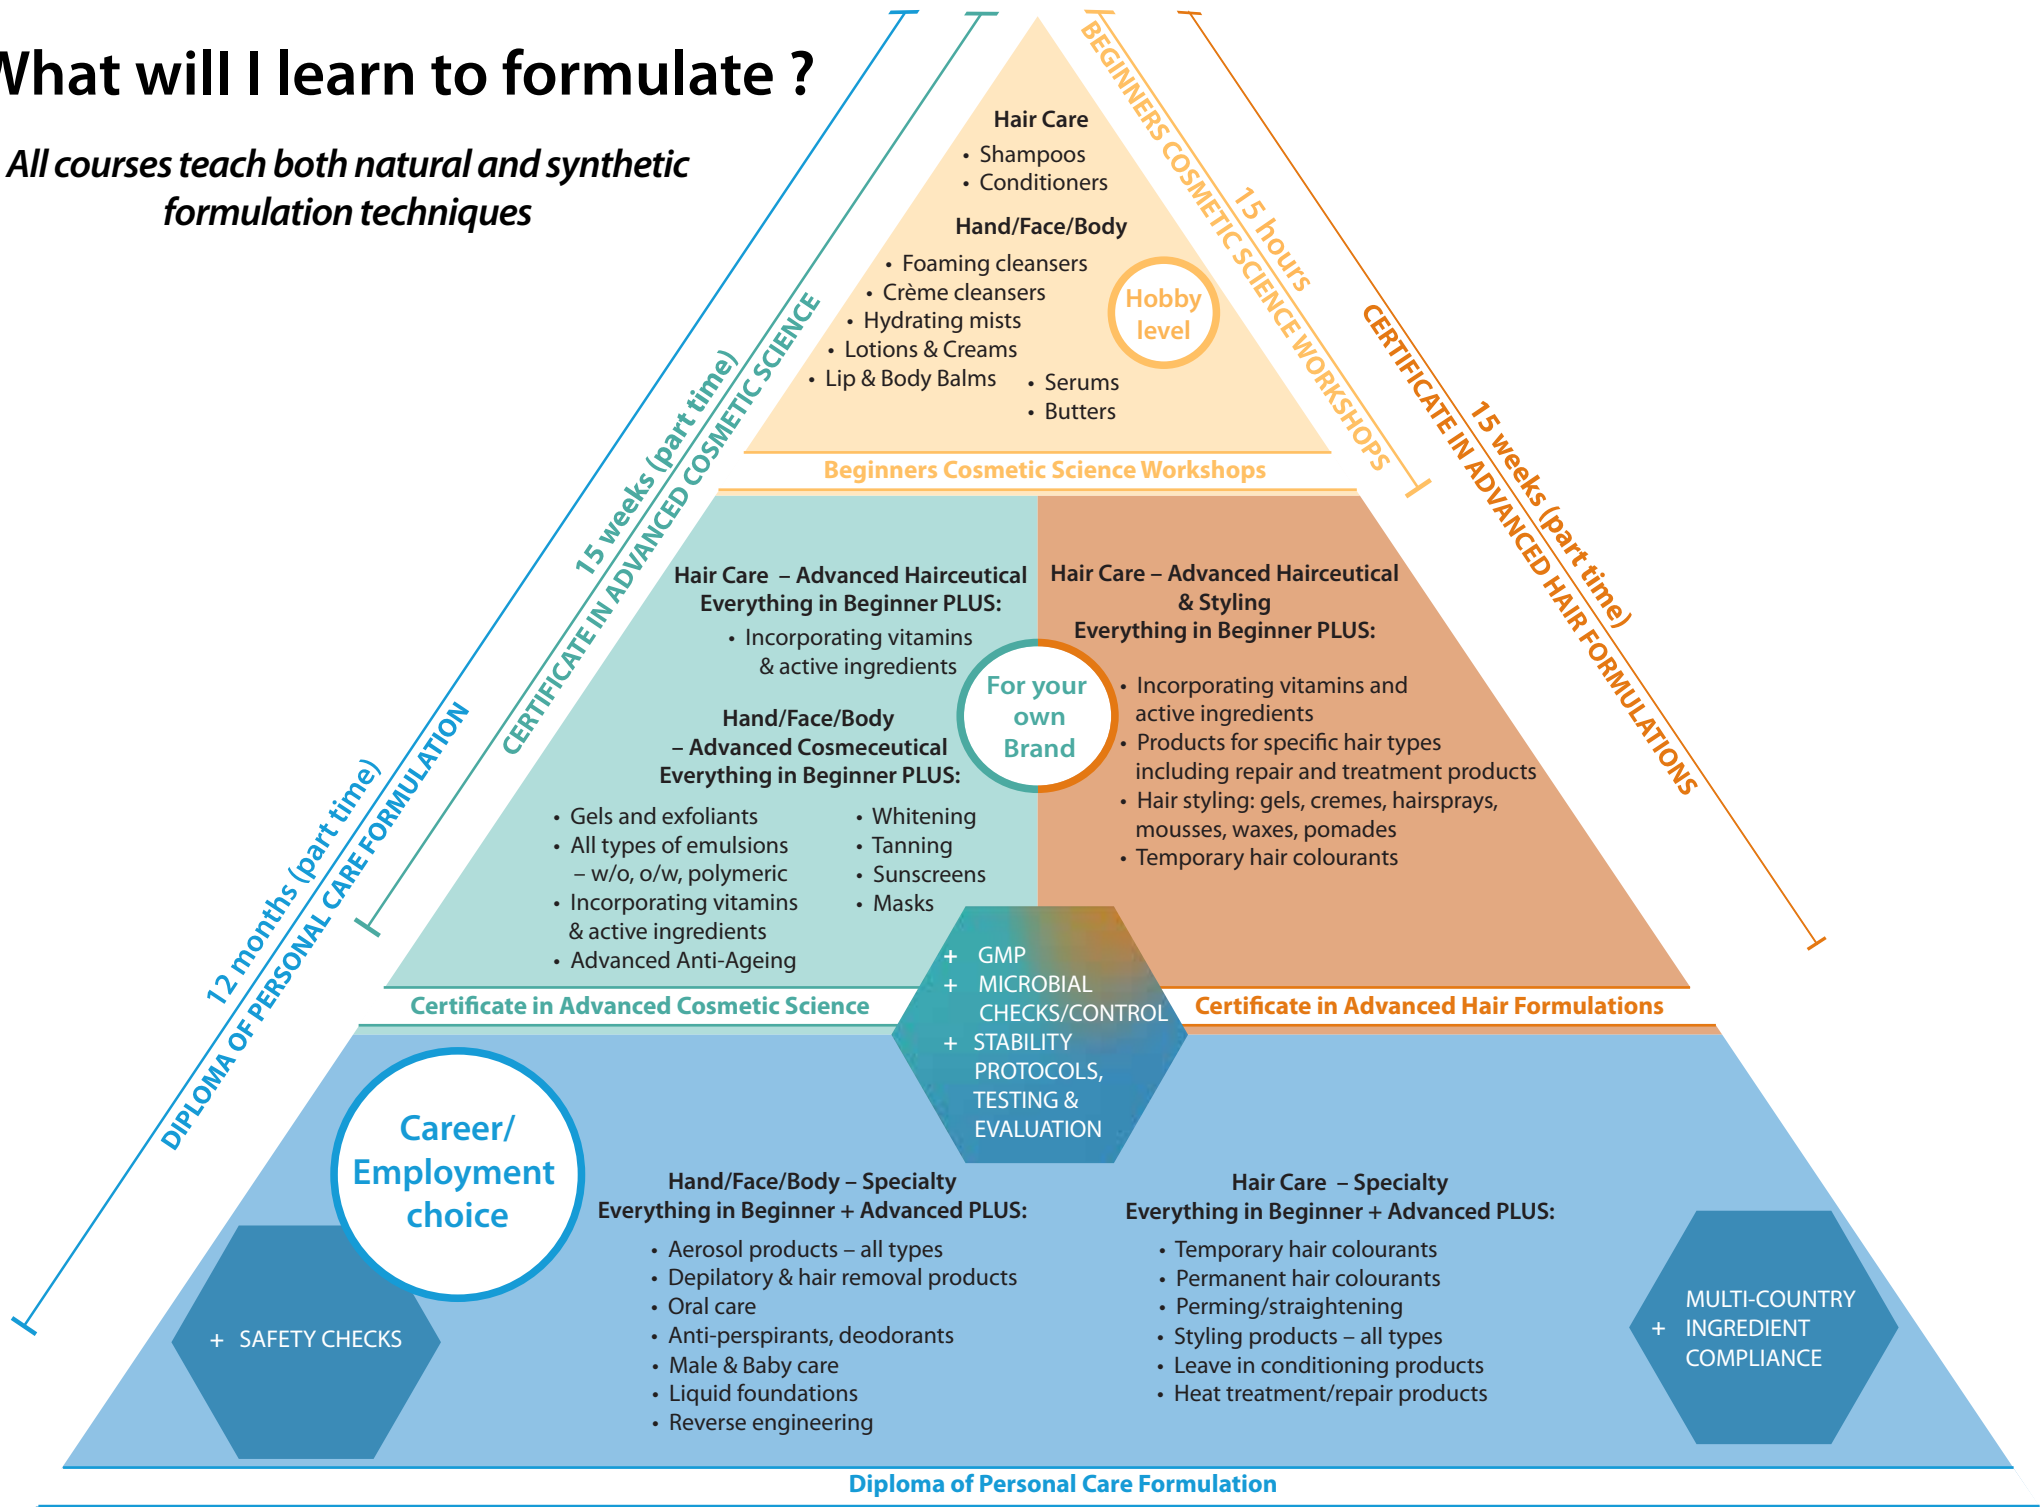 What will I learn to formulate ?
All courses teach both natural and synthetic
formulation techniques
Hair Care
• Shampoos
• Conditioners
Hand/Face/Body
• Foaming cleansers
• Crème cleansers
• Hydrating mists
• Lotions & Creams
• Lip & Body Balms
• Serums
• Butters
Hobby
level
Beginners Cosmetic Science Workshops
15 hours
BEGINNERS COSMETIC SCIENCE WORKSHOPS
15 weeks (part time)
CERTIFICATE IN ADVANCED HAIR FORMULATIONS
15 weeks (part time)
CERTIFICATE IN ADVANCED COSMETIC SCIENCE
12 months (part time)
DIPLOMA OF PERSONAL CARE FORMULATION
Hair Care – Advanced Hairceutical
Everything in Beginner PLUS:
• Incorporating vitamins
& active ingredients
Hand/Face/Body
– Advanced Cosmeceutical
Everything in Beginner PLUS:
• Gels and exfoliants
• All types of emulsions
– w/o, o/w, polymeric
• Incorporating vitamins
& active ingredients
• Advanced Anti-Ageing
• Whitening
• Tanning
• Sunscreens
• Masks
For your
own
Brand
Hair Care – Advanced Hairceutical
& Styling
Everything in Beginner PLUS:
• Incorporating vitamins and
active ingredients
• Products for specific hair types
including repair and treatment products
• Hair styling: gels, cremes, hairsprays,
mousses, waxes, pomades
• Temporary hair colourants
Certificate in Advanced Cosmetic Science
Certificate in Advanced Hair Formulations
+ GMP
+ MICROBIAL
CHECKS/CONTROL
+ STABILITY
PROTOCOLS,
TESTING &
EVALUATION
Career/
Employment
choice
+ SAFETY CHECKS
Hand/Face/Body – Specialty
Everything in Beginner + Advanced PLUS:
• Aerosol products – all types
• Depilatory & hair removal products
• Oral care
• Anti-perspirants, deodorants
• Male & Baby care
• Liquid foundations
• Reverse engineering
Hair Care – Specialty
Everything in Beginner + Advanced PLUS:
• Temporary hair colourants
• Permanent hair colourants
• Perming/straightening
• Styling products – all types
• Leave in conditioning products
• Heat treatment/repair products
MULTI-COUNTRY
+ INGREDIENT
COMPLIANCE
Diploma of Personal Care Formulation